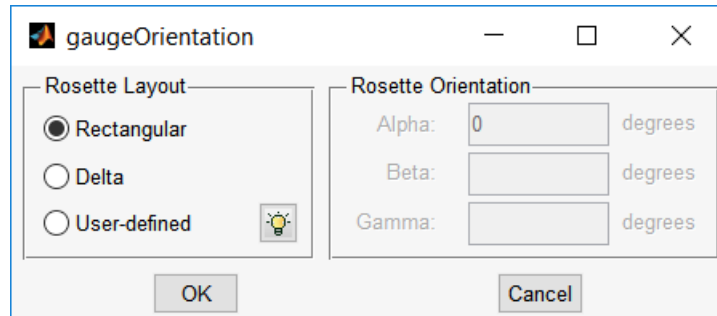 gaugeOrientation
Rosette Layout
Rectangular
Delta
User-defined
Rosette Orientation
Alpha: 0 degrees
Beta: degrees
Gamma: degrees
OK
Cancel